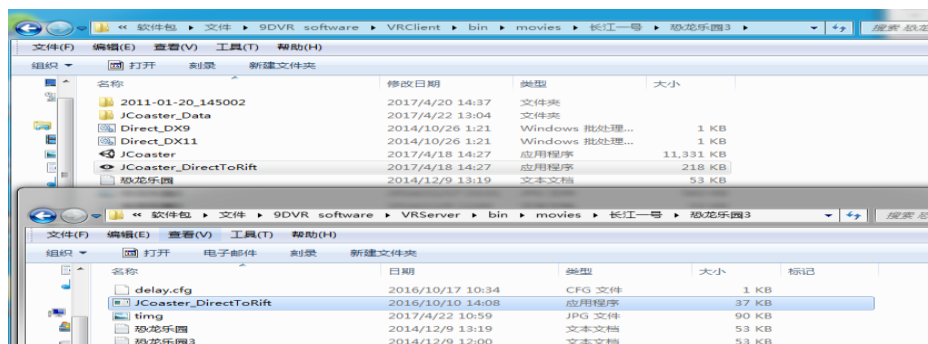 « 软件包 ▸ 文件 ▸ 9DVR software ▸ VRClient ▸ bin ▸ movies ▸ 长江一号 ▸ 恐龙乐园3 ▸ 搜索 恐龙
文件(F) 编辑(E) 查看(V) 工具(T) 帮助(H)
组织 打开 刻录 新建文件夹
名称 修改日期 类型 大小
2011-01-20_145002 2017/4/20 14:37 文件夹
JCoaster_Data 2017/4/22 13:04 文件夹
Direct_DX9 2014/10/26 1:21 Windows 批处理... 1 KB
Direct_DX11 2014/10/26 1:21 Windows 批处理... 1 KB
JCoaster 2017/4/18 14:27 应用程序 11,331 KB
JCoaster_DirectToRift 2017/4/18 14:27 应用程序 218 KB
恐龙乐园 2014/12/9 13:19 文本文档 53 KB
« 软件包 ▸ 文件 ▸ 9DVR software ▸ VRServer ▸ bin ▸ movies ▸ 长江一号 ▸ 恐龙乐园3 搜索 恐龙
文件(F) 编辑(E) 查看(V) 工具(T) 帮助(H)
组织 打开 电子邮件 刻录 新建文件夹
名称 日期 类型 大小 标记
delay.cfg 2016/10/17 10:34 CFG 文件 1 KB
JCoaster_DirectToRift 2016/10/10 14:08 应用程序 37 KB
timg 2017/4/22 10:59 JPG 文件 90 KB
恐龙乐园 2014/12/9 13:19 文本文档 53 KB
恐龙乐园3 2014/12/9 12:00 文本文档 53 KB